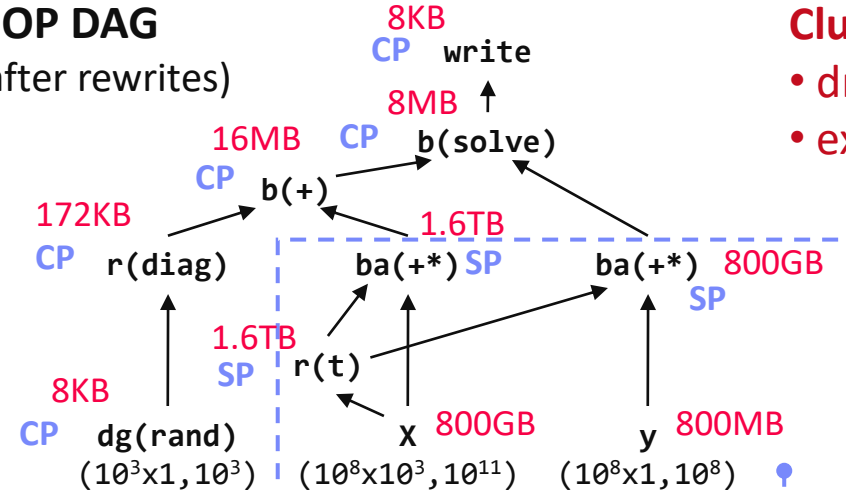 OP DAG
after rewrites)
8KB
CP write
8MB
CP b(solve)
16MB
CP b(+)
172KB
CP r(diag)
1.6TB
ba(+*) SP
ba(+*) 800GB
SP
1.6TB
SP r(t)
8KB
CP dg(rand)
(10³x1,10³)
X 800GB
(10⁸x10³,10¹¹)
y 800MB
(10⁸x1,10⁸)
Clu
• d
• ex